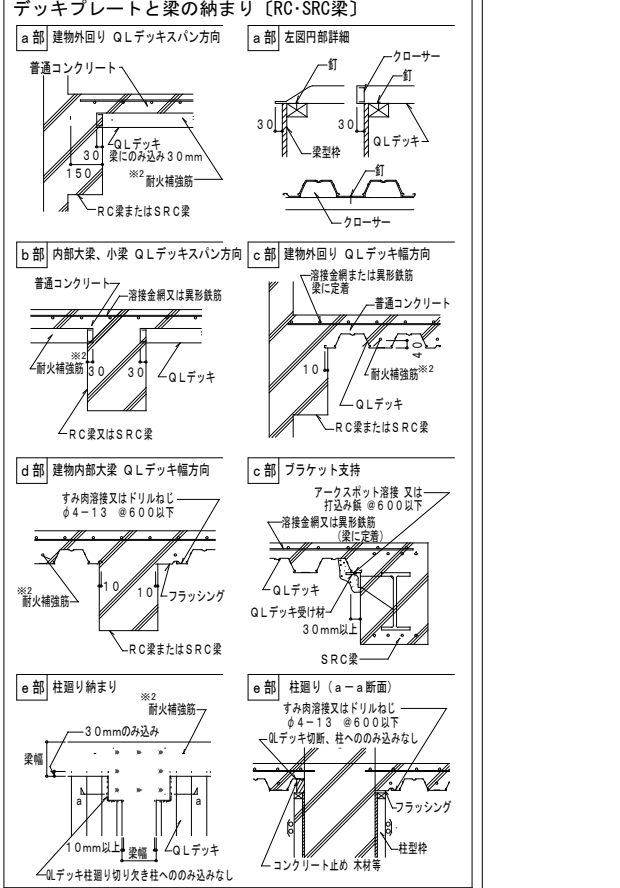 デッキプレートと梁の納まり〔RC･SRC梁〕
a部 建物外回り QLデッキスパン方向
普通コンクリート
30
150
QLデッキ
梁にのみ込み30mm
※2
耐火補強筋
RC梁またはSRC梁
a部 左図円部詳細
クローサー
釘
釘
30
30
QLデッキ
梁型枠
釘
クローサー
b部 内部大梁、小梁 QLデッキスパン方向
普通コンクリート
溶接金網又は異形鉄筋
※2
耐火補強筋
30
30
QLデッキ
RC梁又はSRC梁
c部 建物外回り QLデッキ幅方向
溶接金網または異形鉄筋
梁に定着
普通コンクリート
40
10
耐火補強筋※2
QLデッキ
RC梁またはSRC梁
d部 建物内部大梁 QLデッキ幅方向
すみ肉溶接又はドリルねじ
φ4-13 @600以下
※2
耐火補強筋
10
10
フラッシング
RC梁またはSRC梁
c部 ブラケット支持
アークスポット溶接 又は
打込み鋲 @600以下
溶接金網又は異形鉄筋
(梁に定着)
QLデッキ
QLデッキ受け材
30mm以上
SRC梁
e部 柱廻り納まり
※2
耐火補強筋
30mmのみ込み
梁幅
a
a
10mm以上
梁幅
QLデッキ
QLデッキ柱廻り切り欠き柱へののみ込みなし
e部 柱廻り(a-a断面)
すみ肉溶接又はドリルねじ
φ4-13 @600以下
QLデッキ切断、柱へののみ込みなし
フラッシング
柱型枠
コンクリート止め 木材等